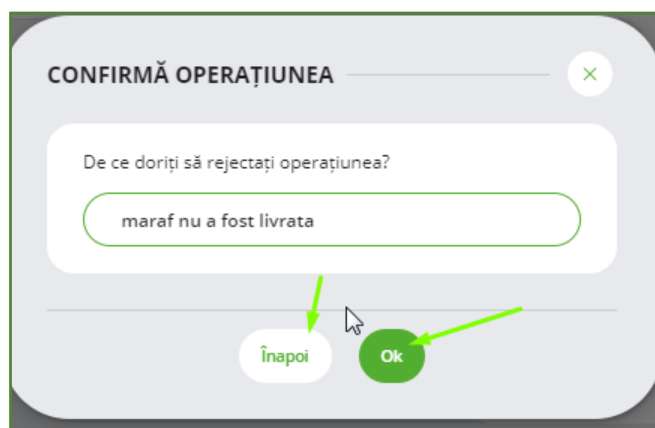 CONFIRMĂ OPERAȚIUNEA
De ce doriți să rejectați operațiunea?
maraf nu a fost livrata
Înapoi
Ok